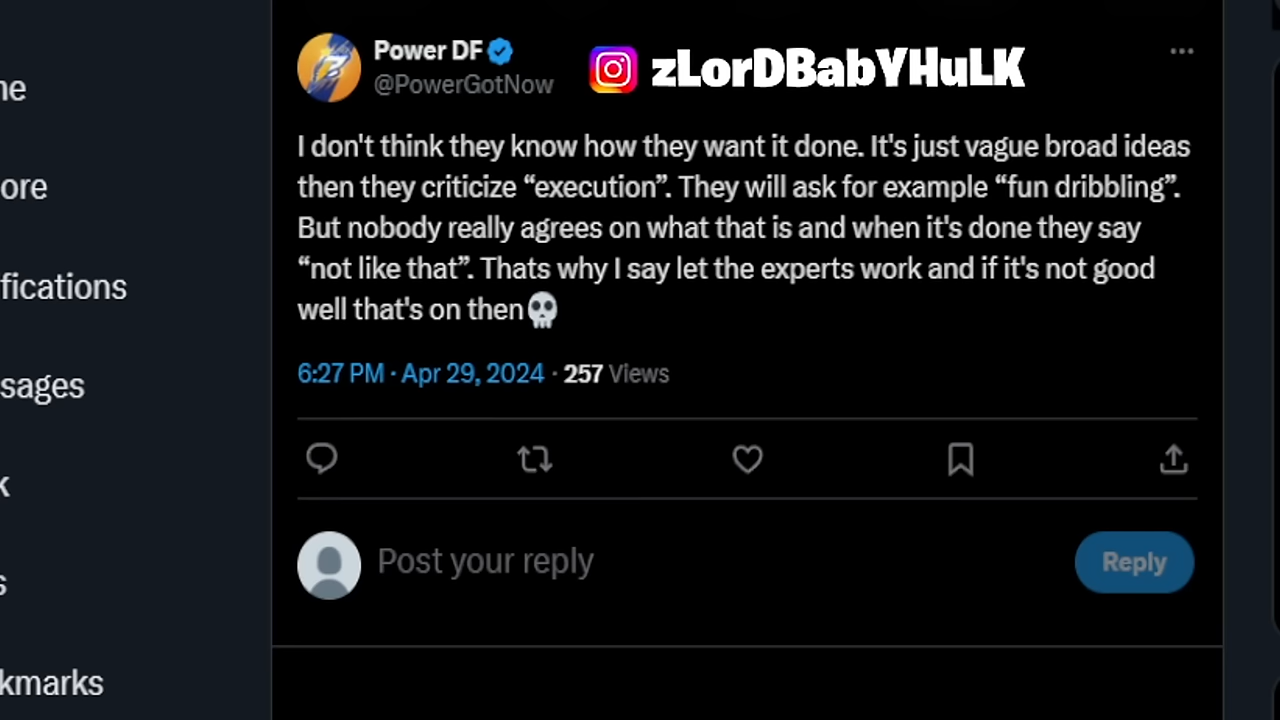 Power DF
@PowerGotNow
zLorDBabYHuLK
I don't think they know how they want it done. It's just vague broad ideas
then they criticize “execution”. They will ask for example “fun dribbling”.
But nobody really agrees on what that is and when it's done they say
“not like that”. Thats why I say let the experts work and if it's not good
well that's on then💀
6:27 PM · Apr 29, 2024 · 257 Views
Post your reply
Reply
ne
ore
fications
sages
k
s
kmarks